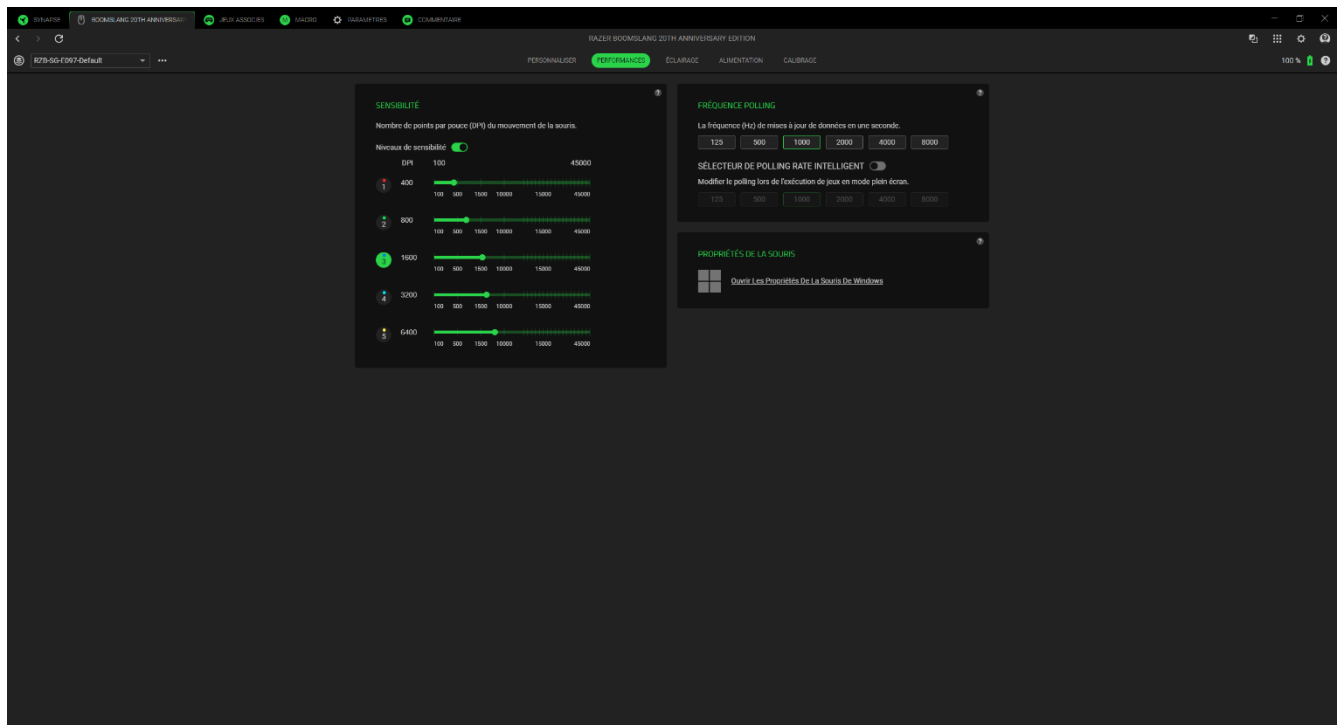 SYNAPSE BOOMSLANG 20TH ANNIVERSARY JEUX ASSOCIÉS MACRO PARAMÈTRES COMMENTAIRE
RAZER BOOMSLANG 20TH ANNIVERSARY EDITION
RZB-SG-E097-Default PERSONNALISER PERFORMANCES ÉCLAIRAGE ALIMENTATION CALIBRAGE 100 %
SENSIBILITÉ
Nombre de points par pouce (DPI) du mouvement de la souris.
Niveaux de sensibilité
DPI 100 45000
1 400
100 500 1500 10000 15000 45000
2 800
100 500 1500 10000 15000 45000
3 1600
100 500 1500 10000 15000 45000
4 3200
100 500 1500 10000 15000 45000
5 6400
100 500 1500 10000 15000 45000
FRÉQUENCE POLLING
La fréquence (Hz) de mises à jour de données en une seconde.
125 500 1000 2000 4000 8000
SÉLECTEUR DE POLLING RATE INTELLIGENT
Modifier le polling lors de l'exécution de jeux en mode plein écran.
125 500 1000 2000 4000 8000
PROPRIÉTÉS DE LA SOURIS
Ouvrir Les Propriétés De La Souris De Windows